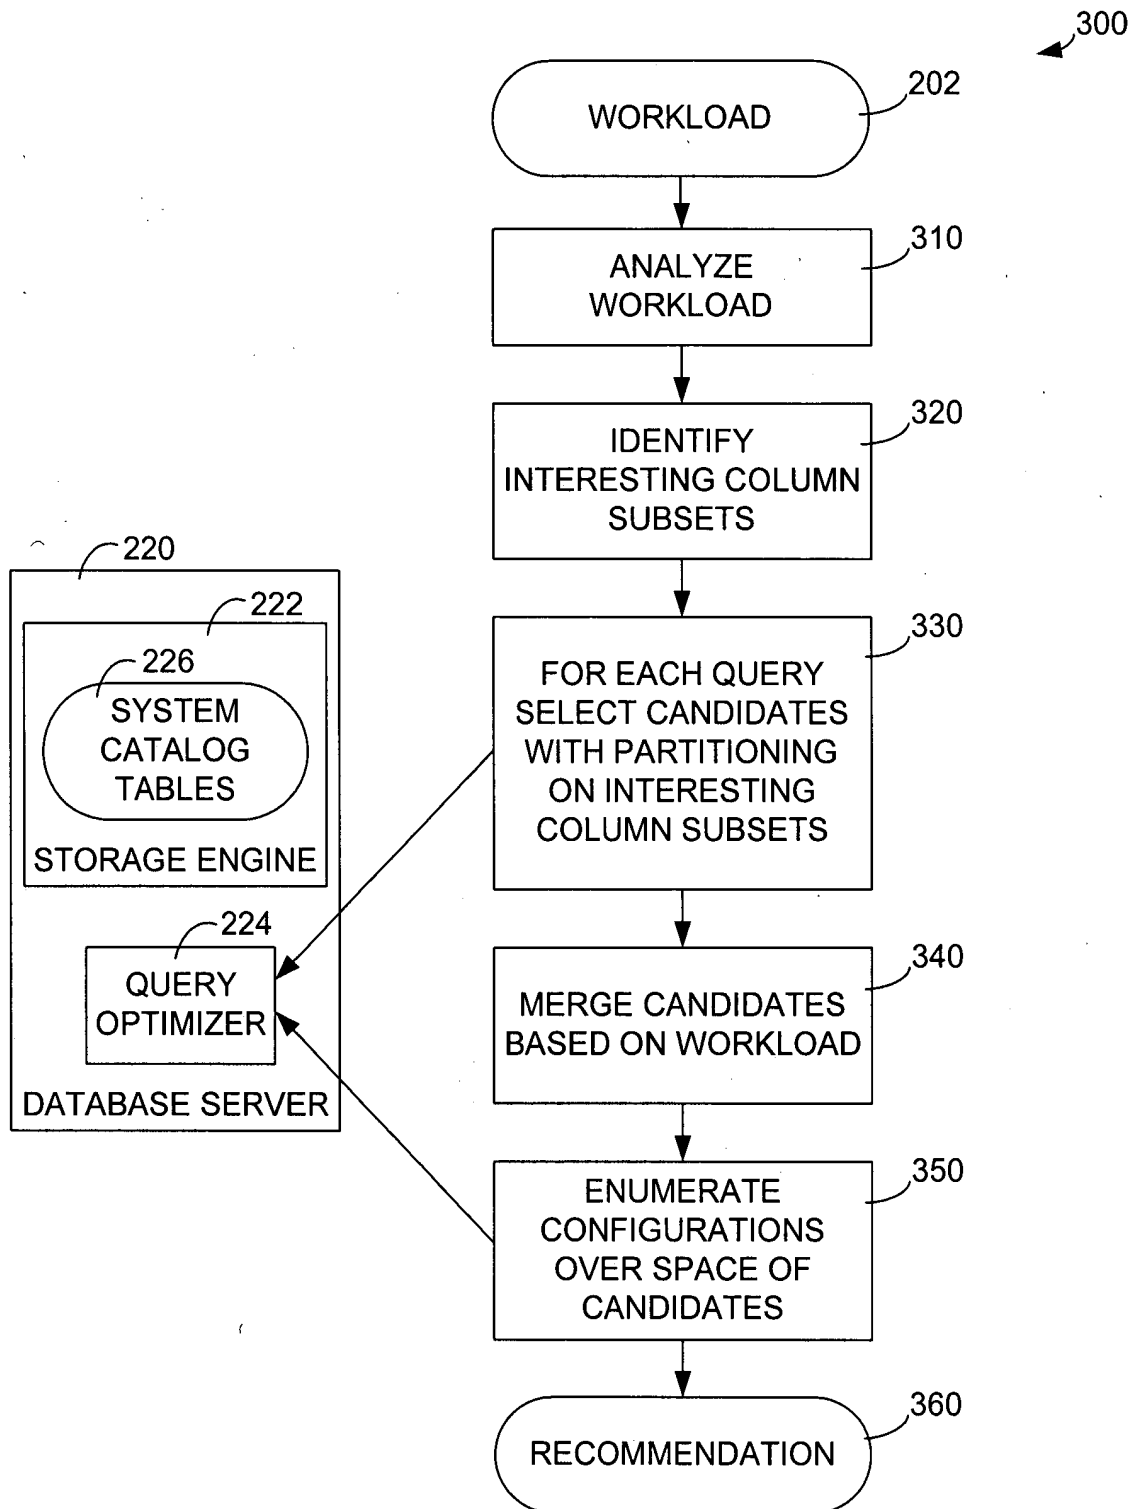 300
WORKLOAD
202
ANALYZE
WORKLOAD
310
IDENTIFY
INTERESTING COLUMN
SUBSETS
320
FOR EACH QUERY
SELECT CANDIDATES
WITH PARTITIONING
ON INTERESTING
COLUMN SUBSETS
330
220
222
226
SYSTEM
CATALOG
TABLES
STORAGE ENGINE
224
QUERY
OPTIMIZER
DATABASE SERVER
MERGE CANDIDATES
BASED ON WORKLOAD
340
ENUMERATE
CONFIGURATIONS
OVER SPACE OF
CANDIDATES
350
RECOMMENDATION
360